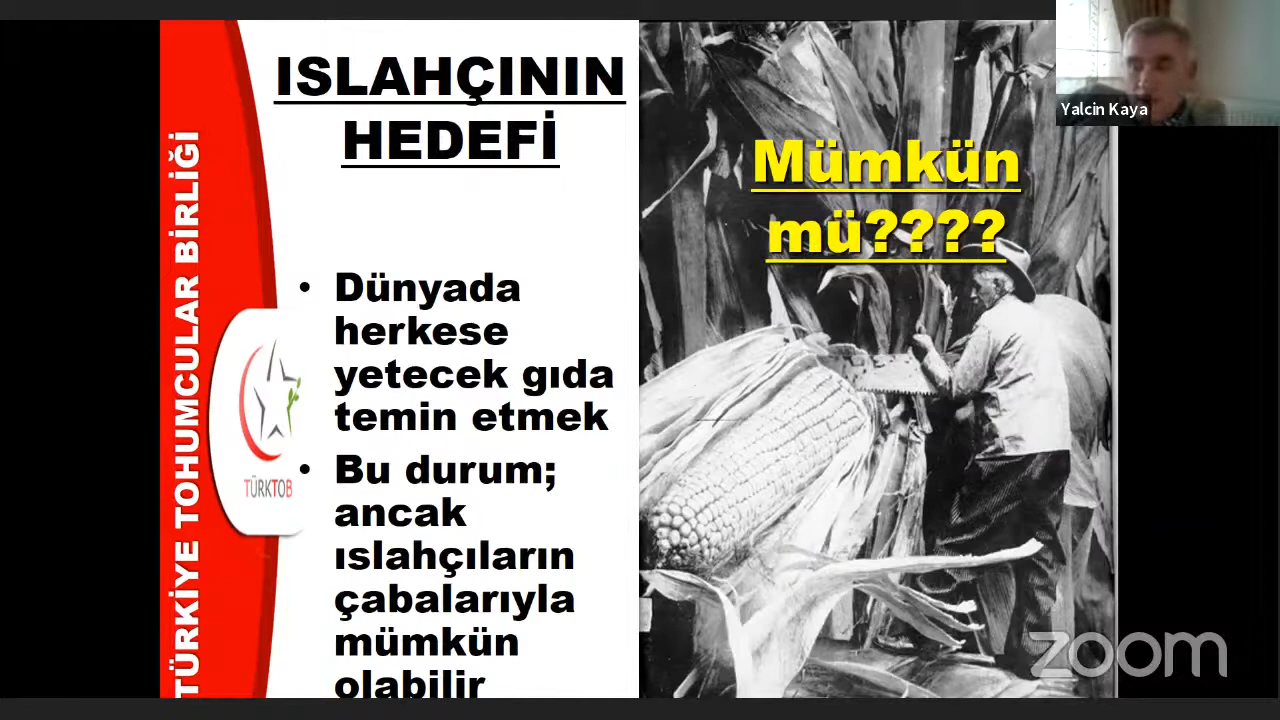 ISLAHÇININ
HEDEFİ
• Dünyada
herkese
yetecek gıda
temin etmek
• Bu durum;
ancak
ıslahçıların
çabalarıyla
mümkün
olabilir
Mümkün
mü????
TÜRKİYE TOHUMCULAR BİRLİĞİ
TÜRKTOB
Yalcin Kaya
zoom